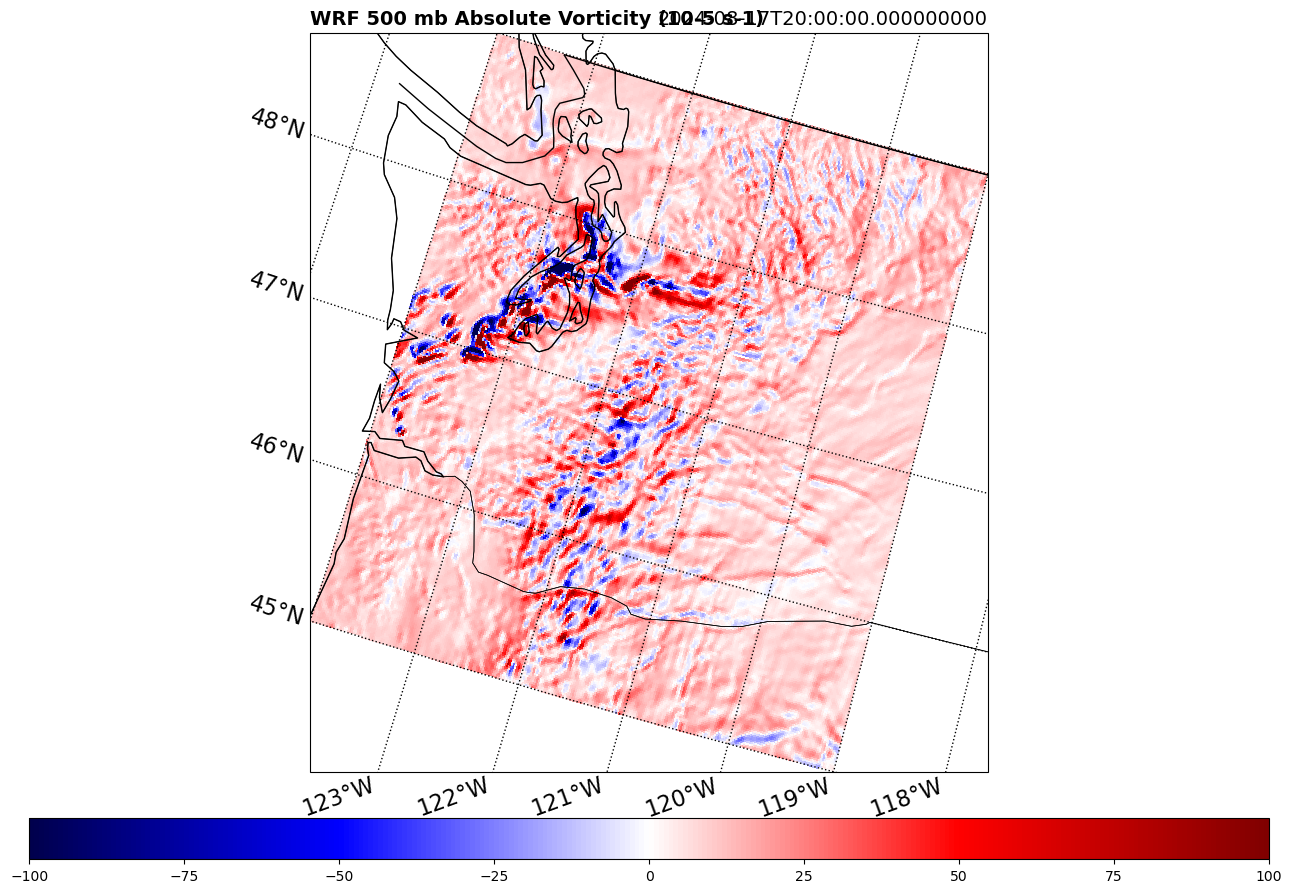 WRF 500 mb Absolute Vorticity (10-5 s-1)
2024-08-17T20:00:00.000000000
48°N
47°N
46°N
45°N
123°W 122°W 121°W 120°W 119°W 118°W
−100 −75 −50 −25 0 25 50 75 100